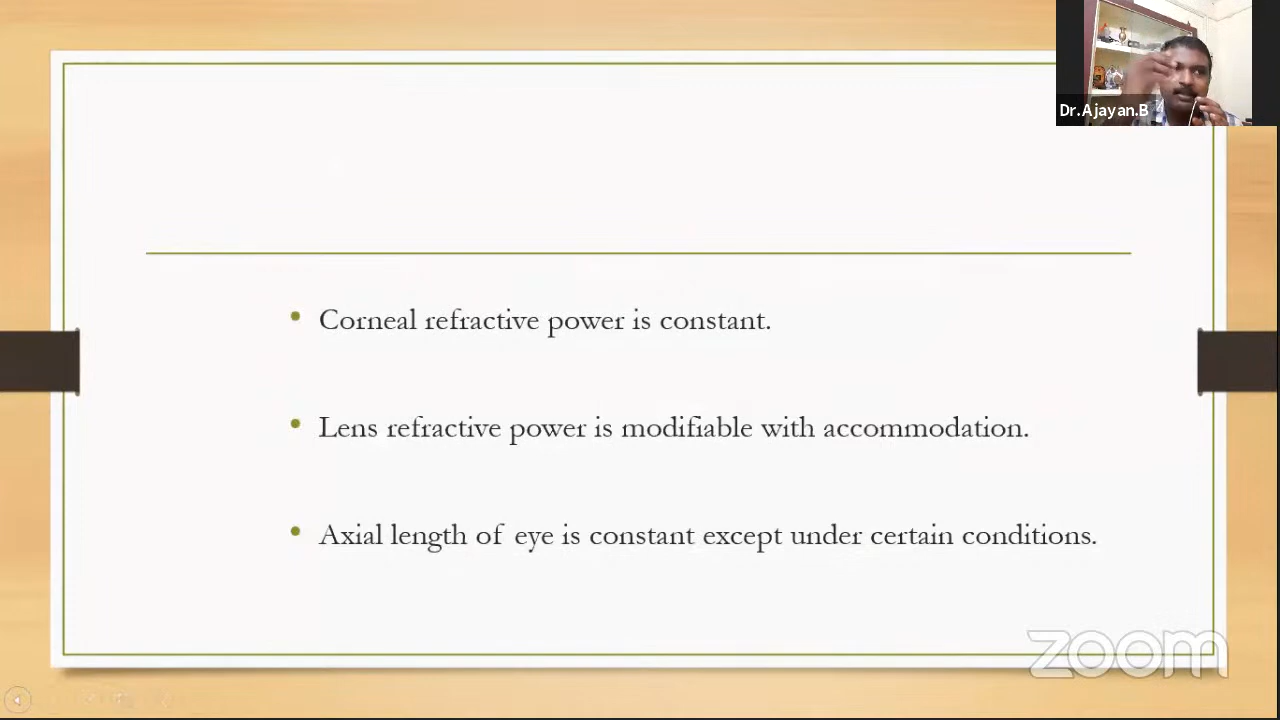 Dr.Ajayan.B
• Corneal refractive power is constant.
• Lens refractive power is modifiable with accommodation.
• Axial length of eye is constant except under certain conditions.
zoom